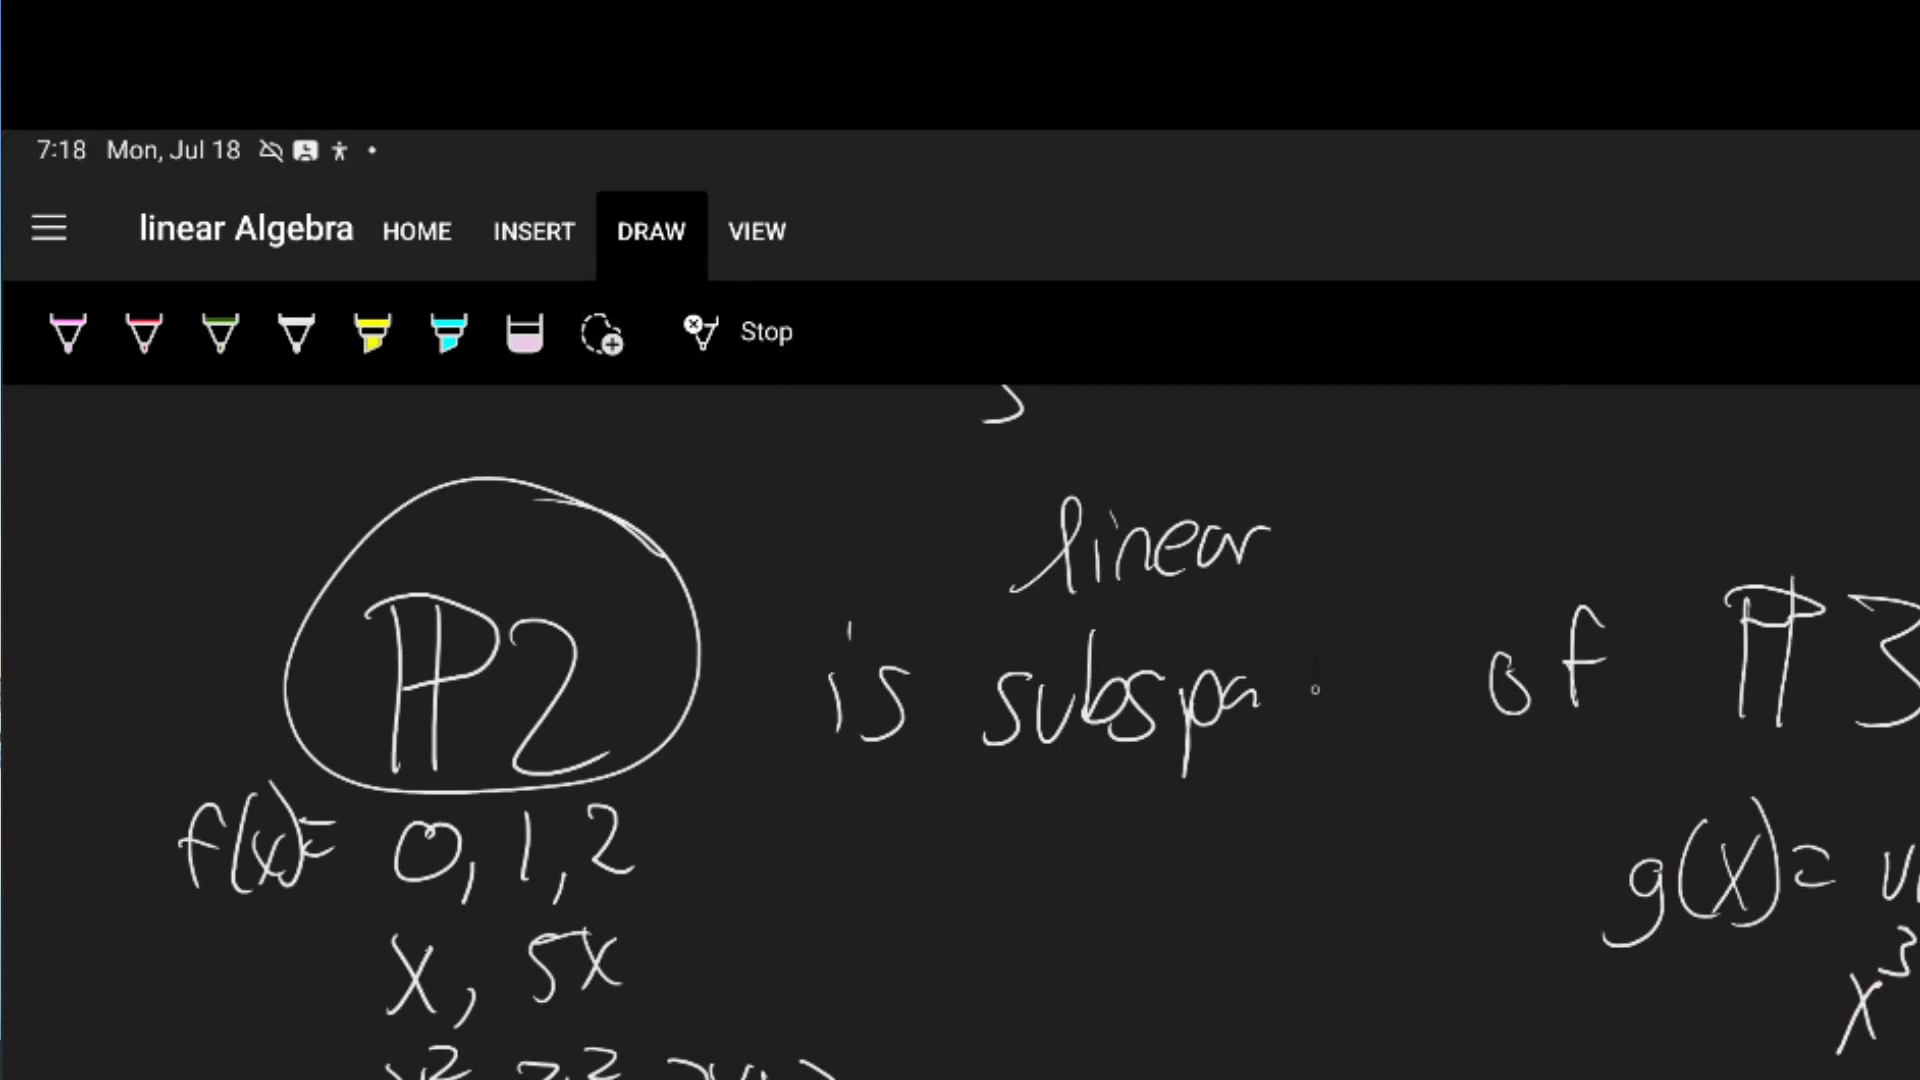 7:18 Mon, Jul 18
linear Algebra HOME INSERT DRAW VIEW
Stop
linear
ℙ2 is subspa of ℙ3
f(x)= 0, 1, 2
g(x)=
x, 5x
x³